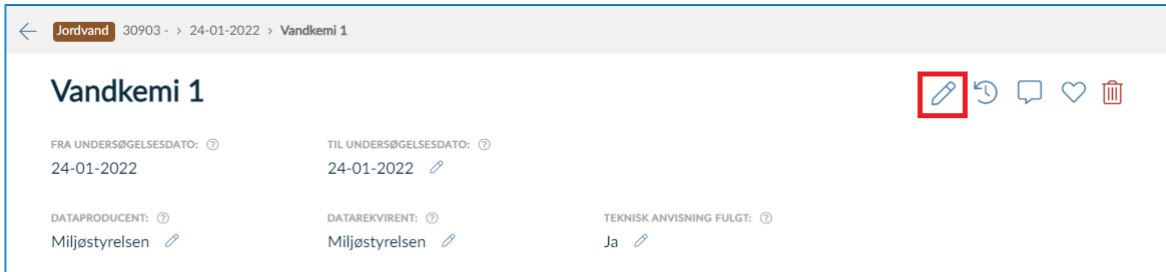 Jordvand 30903 - > 24-01-2022 > Vandkemi 1
Vandkemi 1
FRA UNDERSØGELSESDATO: ? TIL UNDERSØGELSESDATO: ?
24-01-2022 24-01-2022
DATAPRODUCENT: ? DATAREKVIRENT: ? TEKNISK ANVISNING FULGT: ?
Miljøstyrelsen Miljøstyrelsen Ja